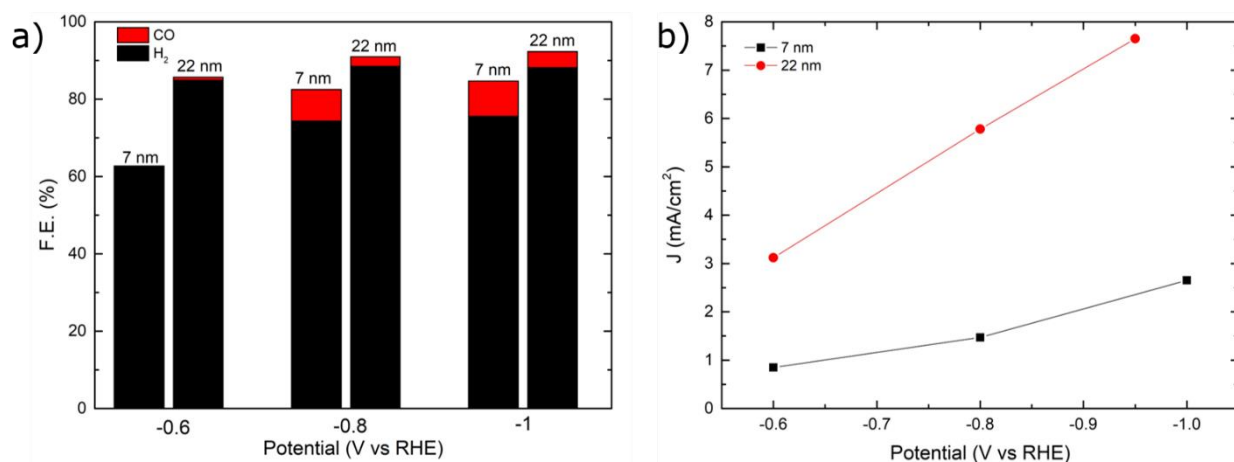 a)
CO
H₂
7 nm
22 nm
7 nm
22 nm
7 nm
22 nm
100
80
60
40
20
0
F.E. (%)
-0.6
-0.8
-1
Potential (V vs RHE)
b)
7 nm
22 nm
8
7
6
5
4
3
2
1
0
J (mA/cm²)
-0.6
-0.7
-0.8
-0.9
-1.0
Potential (V vs RHE)